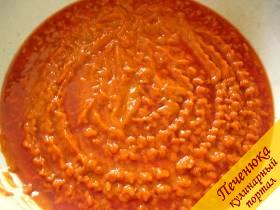 Печенюка
кулинарный
портал